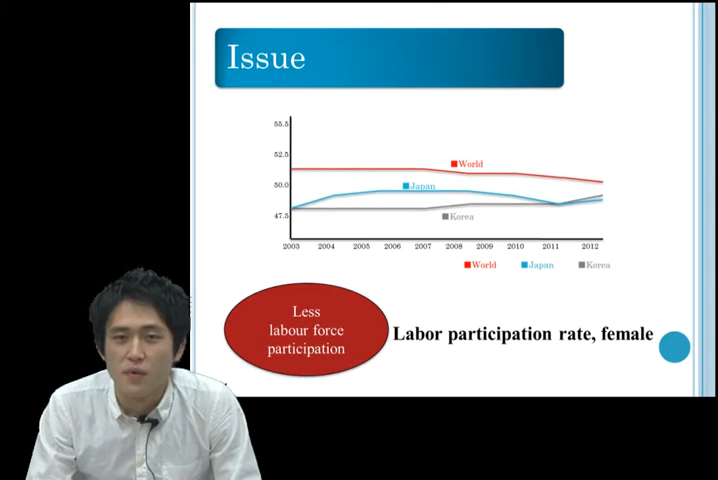 Issue
55.5
52.5
50.0
47.5
World
Japan
Korea
2003 2004 2005 2006 2007 2008 2009 2010 2011 2012
World Japan Korea
Less
labour force
participation
Labor participation rate, female